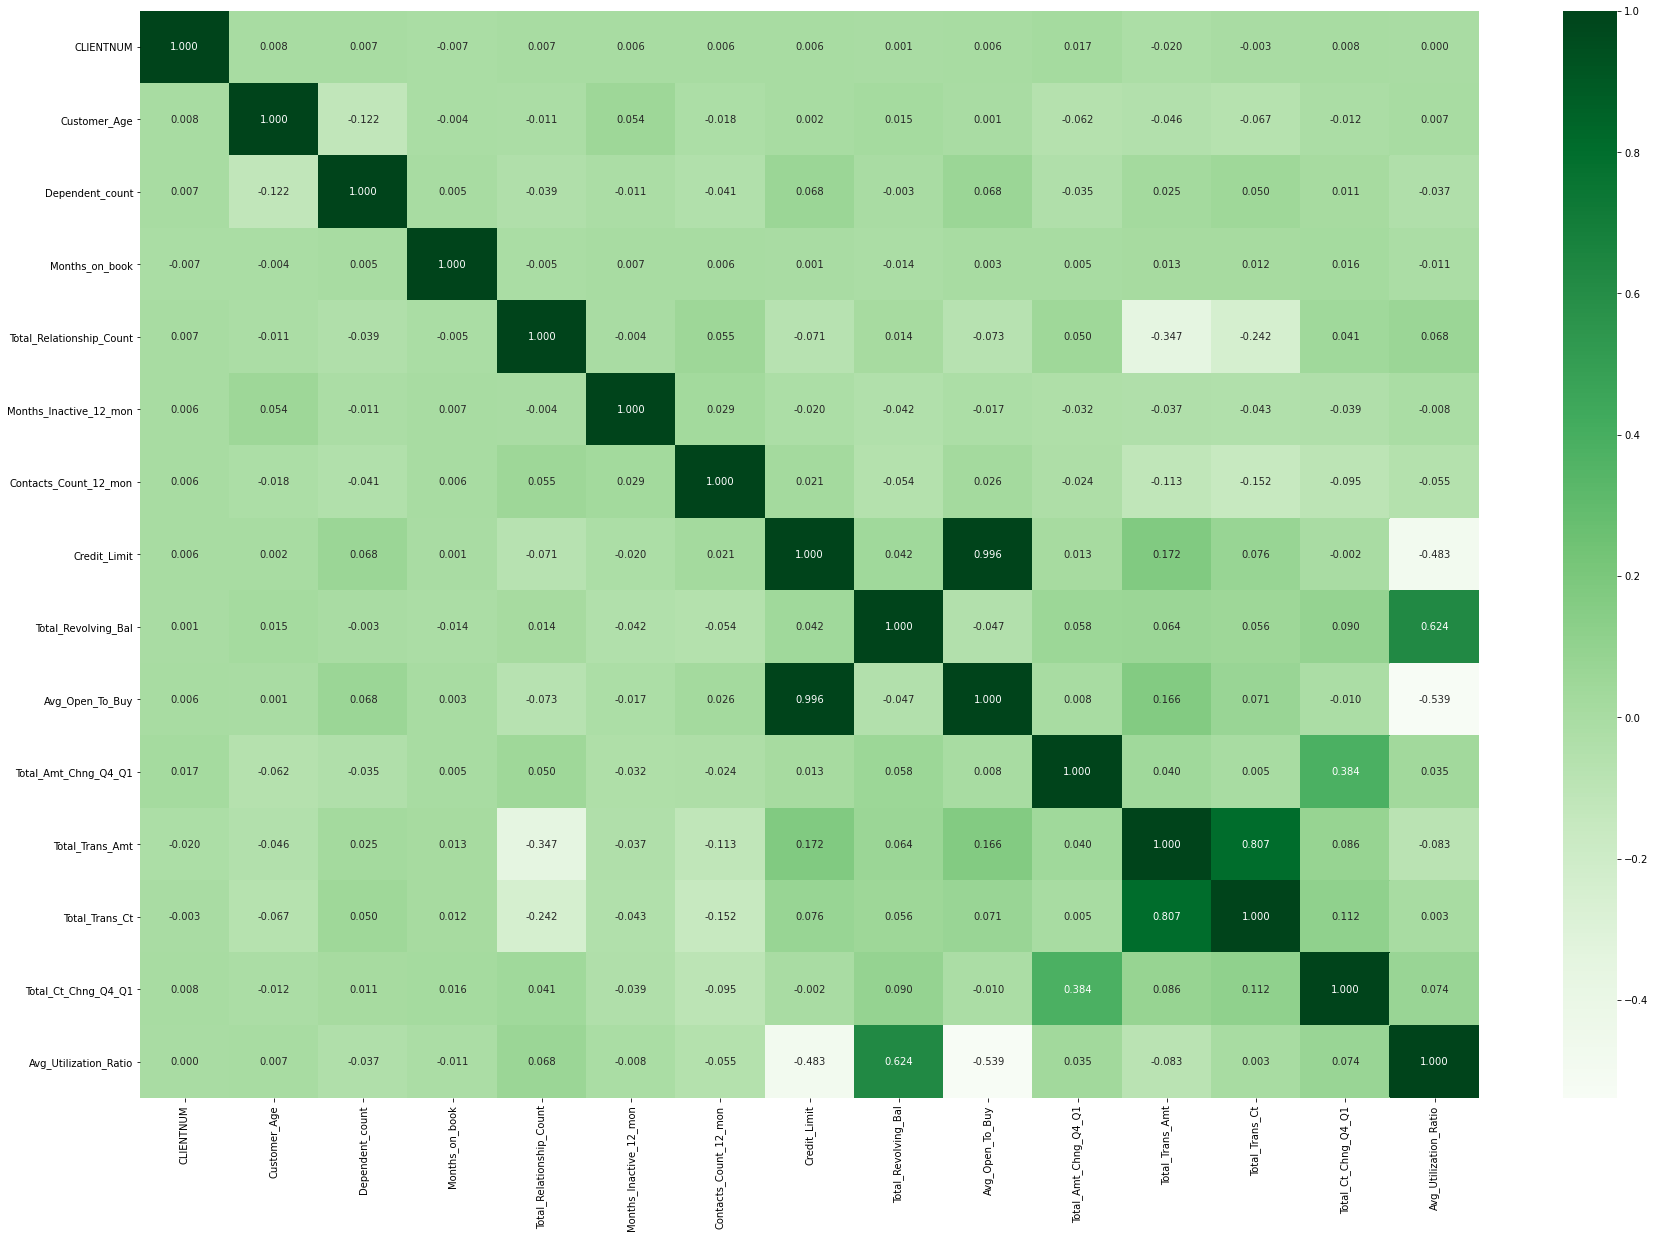 CLIENTNUM 1.000 0.008 0.007 -0.007 0.007 0.006 0.006 0.006 0.001 0.006 0.017 -0.020 -0.003 0.008 0.000
Customer_Age 0.008 1.000 -0.122 -0.004 -0.011 0.054 -0.018 0.002 0.015 0.001 -0.062 -0.046 -0.067 -0.012 0.007
Dependent_count 0.007 -0.122 1.000 0.005 -0.039 -0.011 -0.041 0.068 -0.003 0.068 -0.035 0.025 0.050 0.011 -0.037
Months_on_book -0.007 -0.004 0.005 1.000 -0.005 0.007 0.006 0.001 -0.014 0.003 0.005 0.013 0.012 0.016 -0.011
Total_Relationship_Count 0.007 -0.011 -0.039 -0.005 1.000 -0.004 0.055 -0.071 0.014 -0.073 0.050 -0.347 -0.242 0.041 0.068
Months_Inactive_12_mon 0.006 0.054 -0.011 0.007 -0.004 1.000 0.029 -0.020 -0.042 -0.017 -0.032 -0.037 -0.043 -0.039 -0.008
Contacts_Count_12_mon 0.006 -0.018 -0.041 0.006 0.055 0.029 1.000 0.021 -0.054 0.026 -0.024 -0.113 -0.152 -0.095 -0.055
Credit_Limit 0.006 0.002 0.068 0.001 -0.071 -0.020 0.021 1.000 0.042 0.996 0.013 0.172 0.076 -0.002 -0.483
Total_Revolving_Bal 0.001 0.015 -0.003 -0.014 0.014 -0.042 -0.054 0.042 1.000 -0.047 0.058 0.064 0.056 0.090 0.624
Avg_Open_To_Buy 0.006 0.001 0.068 0.003 -0.073 -0.017 0.026 0.996 -0.047 1.000 0.008 0.166 0.071 -0.010 -0.539
Total_Amt_Chng_Q4_Q1 0.017 -0.062 -0.035 0.005 0.050 -0.032 -0.024 0.013 0.058 0.008 1.000 0.040 0.005 0.384 0.035
Total_Trans_Amt -0.020 -0.046 0.025 0.013 -0.347 -0.037 -0.113 0.172 0.064 0.166 0.040 1.000 0.807 0.086 -0.083
Total_Trans_Ct -0.003 -0.067 0.050 0.012 -0.242 -0.043 -0.152 0.076 0.056 0.071 0.005 0.807 1.000 0.112 0.003
Total_Ct_Chng_Q4_Q1 0.008 -0.012 0.011 0.016 0.041 -0.039 -0.095 -0.002 0.090 -0.010 0.384 0.086 0.112 1.000 0.074
Avg_Utilization_Ratio 0.000 0.007 -0.037 -0.011 0.068 -0.008 -0.055 -0.483 0.624 -0.539 0.035 -0.083 0.003 0.074 1.000
CLIENTNUM
Customer_Age
Dependent_count
Months_on_book
Total_Relationship_Count
Months_Inactive_12_mon
Contacts_Count_12_mon
Credit_Limit
Total_Revolving_Bal
Avg_Open_To_Buy
Total_Amt_Chng_Q4_Q1
Total_Trans_Amt
Total_Trans_Ct
Total_Ct_Chng_Q4_Q1
Avg_Utilization_Ratio
1.0
0.8
0.6
0.4
0.2
0.0
−0.2
−0.4